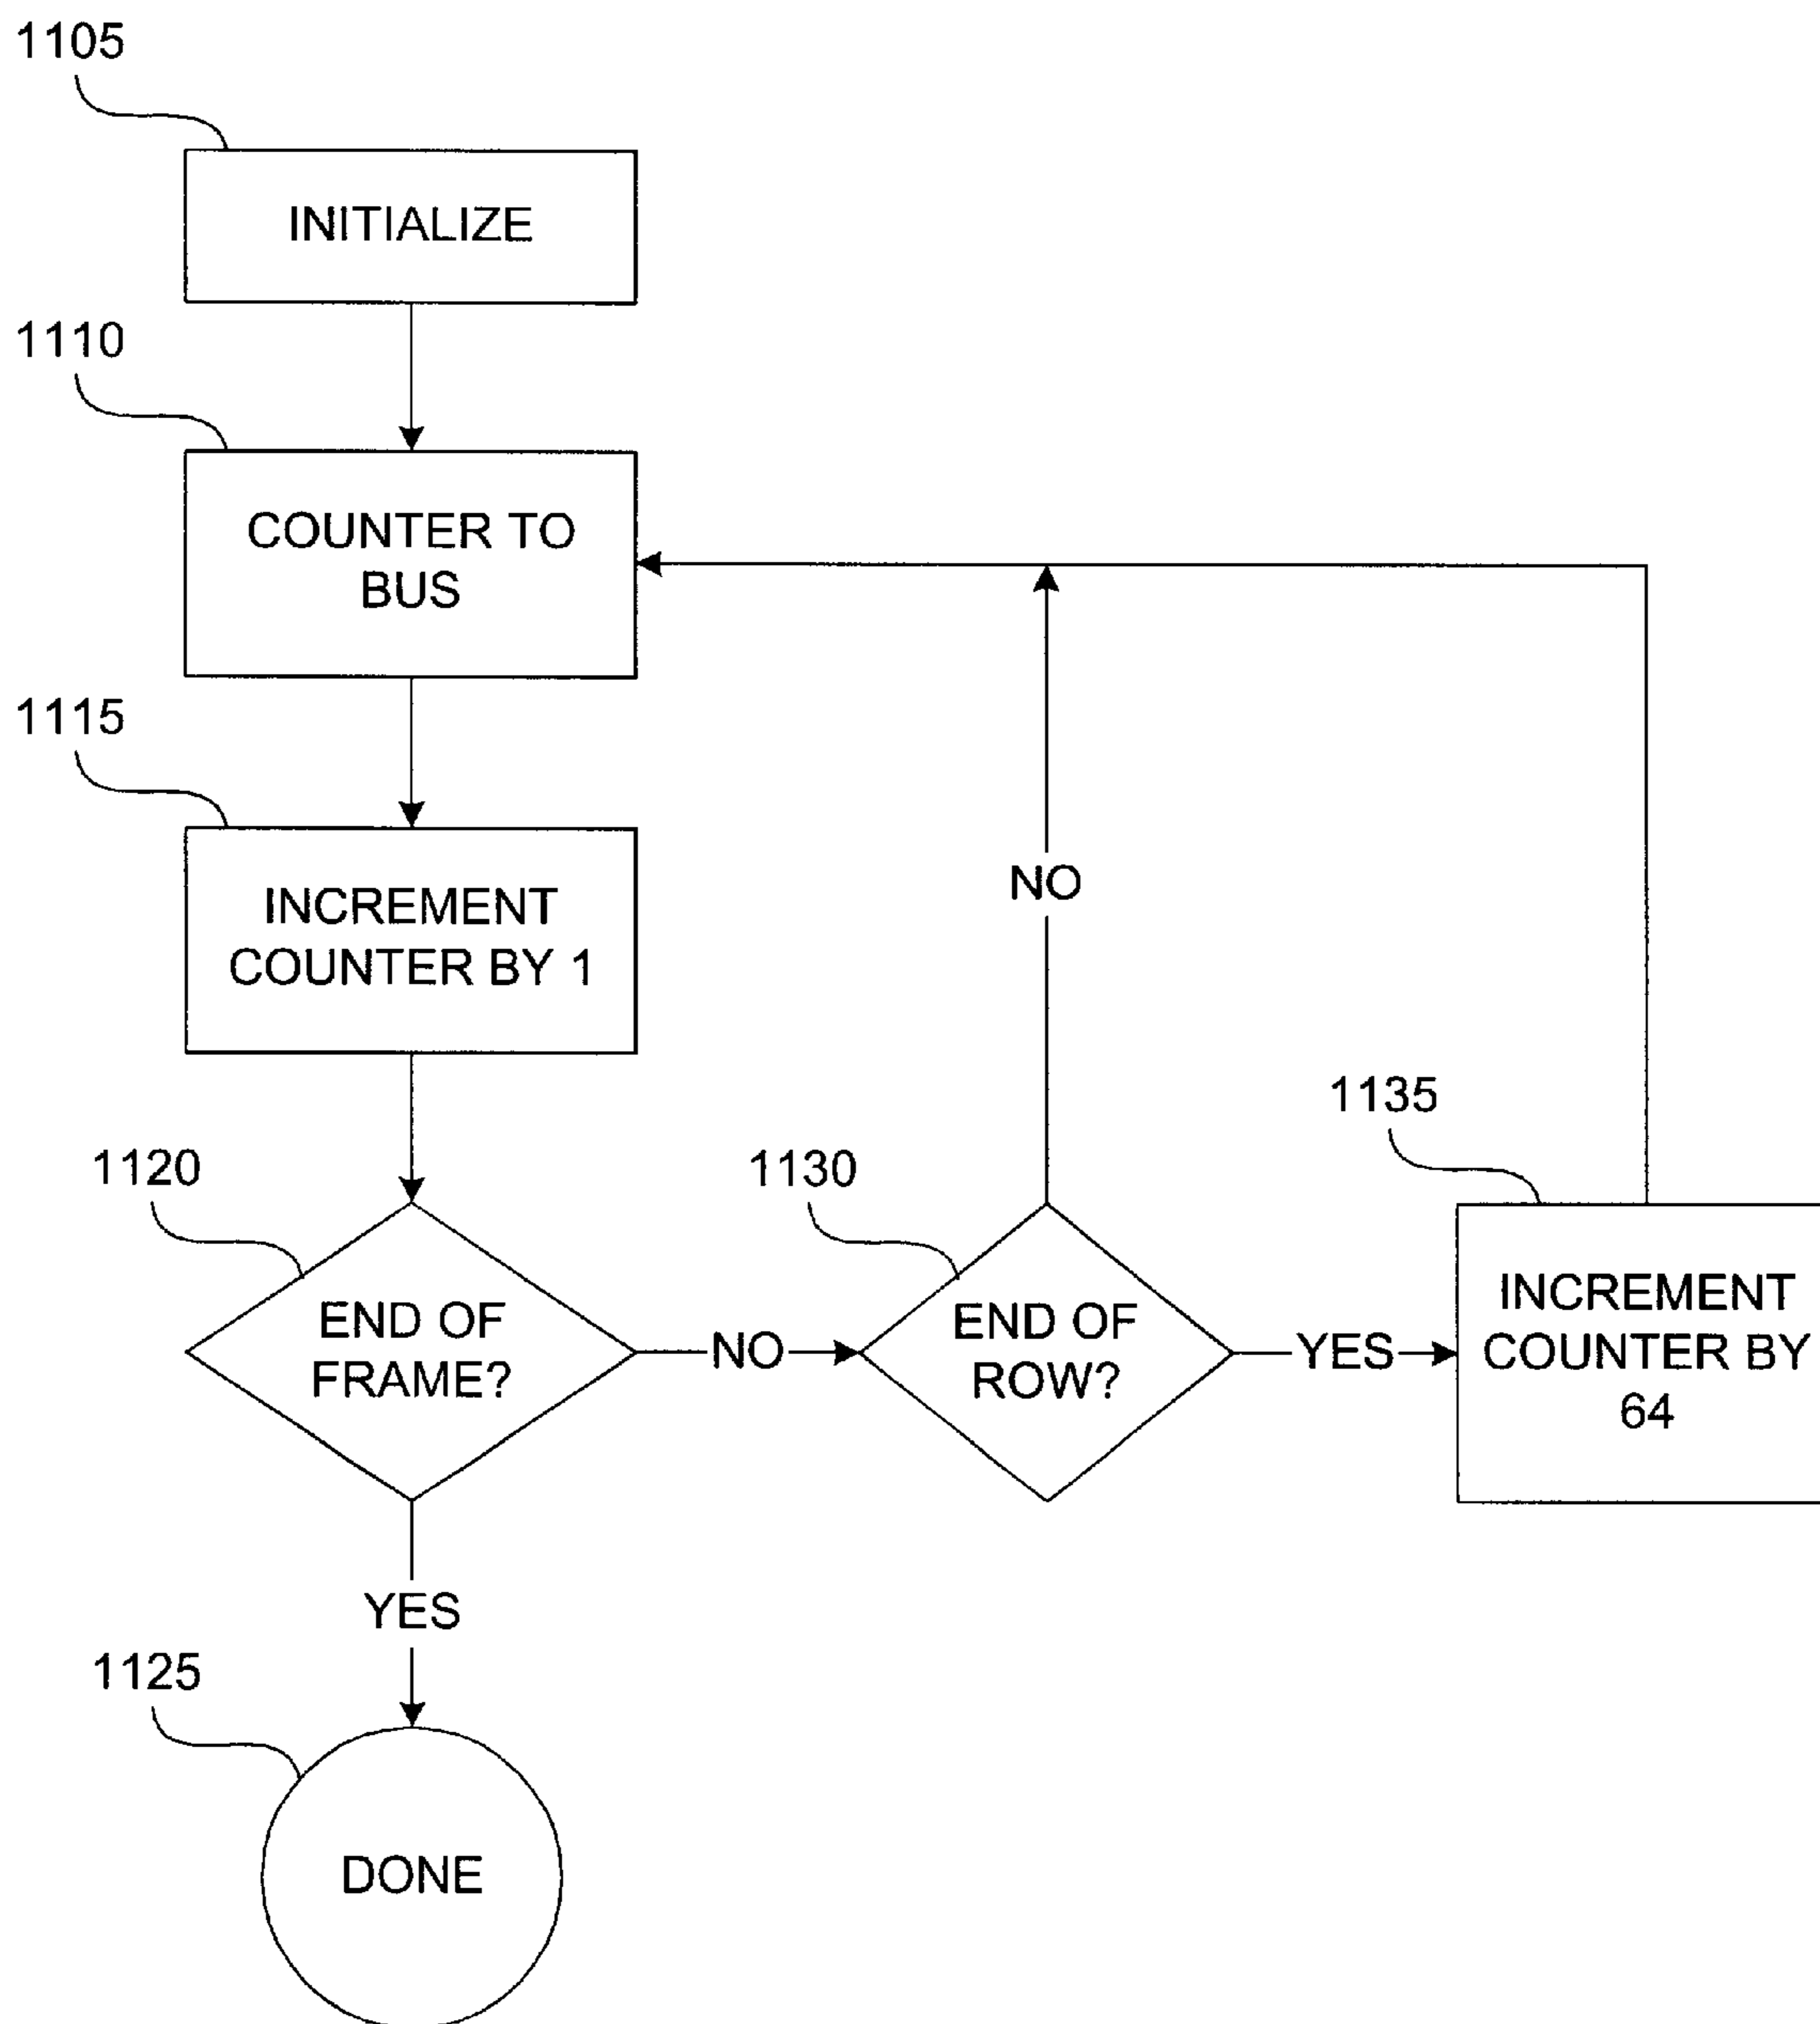 1105
INITIALIZE
1110
COUNTER TO
BUS
1115
INCREMENT
COUNTER BY 1
NO
1120
END OF
FRAME?
NO
1130
END OF
ROW?
YES
1135
INCREMENT
COUNTER BY
64
YES
1125
DONE